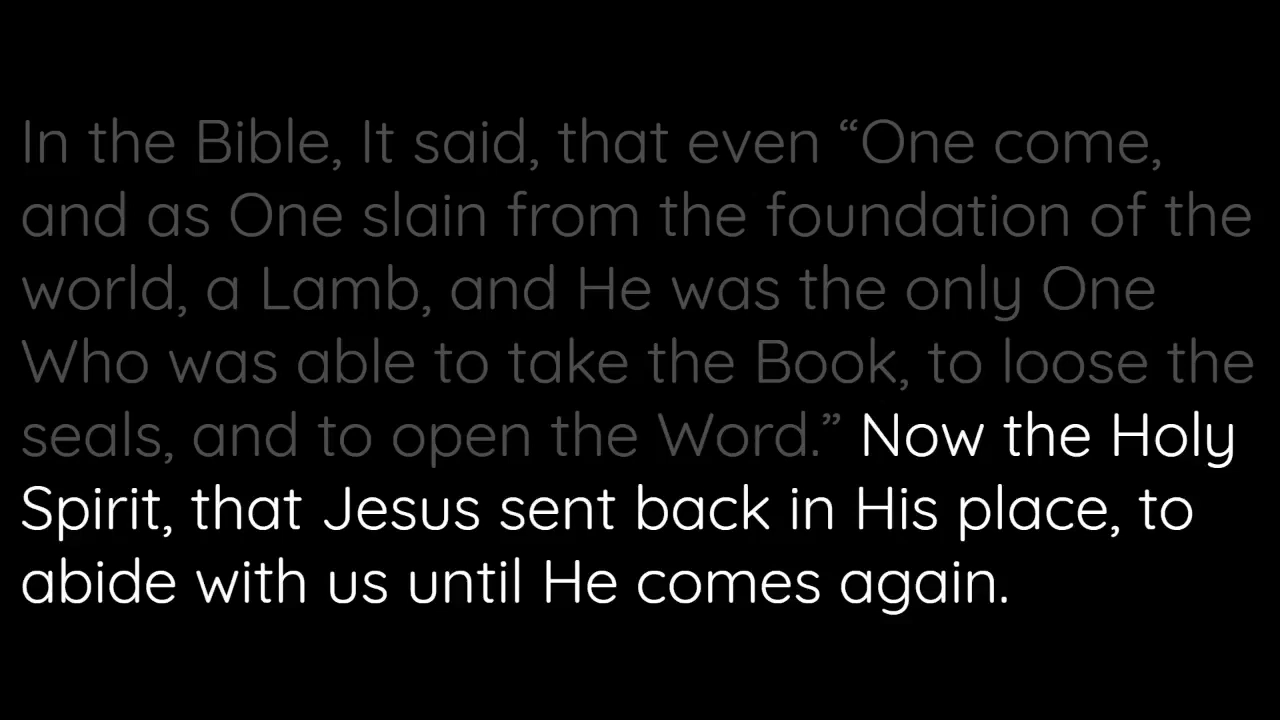 In the Bible, It said, that even “One come,
and as One slain from the foundation of the
world, a Lamb, and He was the only One
Who was able to take the Book, to loose the
seals, and to open the Word.” Now the Holy
Spirit, that Jesus sent back in His place, to
abide with us until He comes again.